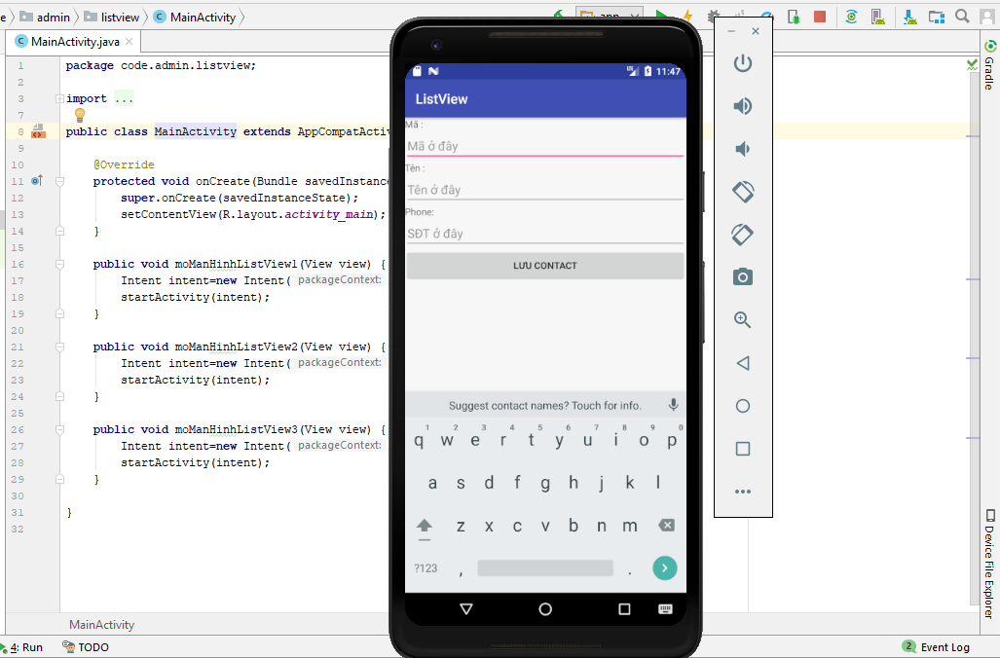 e admin listview MainActivity
app
MainActivity.java
1 package code.admin.listview;
2
3 import ...
7
8 public class MainActivity extends AppCompatActiv
9
10 @Override
11 protected void onCreate(Bundle savedInstance
12 super.onCreate(savedInstanceState);
13 setContentView(R.layout.activity_main);
14 }
15
16 public void moManHinhListView1(View view) {
17 Intent intent=new Intent( packageContext:
18 startActivity(intent);
19 }
20
21 public void moManHinhListView2(View view) {
22 Intent intent=new Intent( packageContext:
23 startActivity(intent);
24 }
25
26 public void moManHinhListView3(View view) {
27 Intent intent=new Intent( packageContext:
28 startActivity(intent);
29 }
30
31 }
32
MainActivity
4: Run TODO
11:47
ListView
Mã :
Mã ở đây
Tên :
Tên ở đây
Phone:
SĐT ở đây
LƯU CONTACT
Suggest contact names? Touch for info.
1 2 3 4 5 6 7 8 9 0
q w e r t y u i o p
a s d f g h j k l
z x c v b n m
?123 , .
Gradle
Device File Explorer
2 Event Log